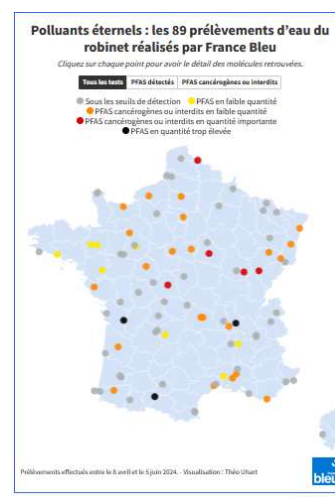 Polluants éternels : les 89 prélèvements d'eau du
robinet réalisés par France Bleu
Cliquez sur chaque point pour avoir le détail des molécules retrouvées.
Tous les tests PFAS détectés PFAS cancérogènes ou interdits
Sous les seuils de détection PFAS en faible quantité
PFAS cancérogènes ou interdits en faible quantité
PFAS cancérogènes ou interdits en quantité importante
PFAS en quantité trop élevée
Prélèvements effectués entre le 8 avril et le 5 juin 2024. - Visualisation : Théo Uhart
bleu